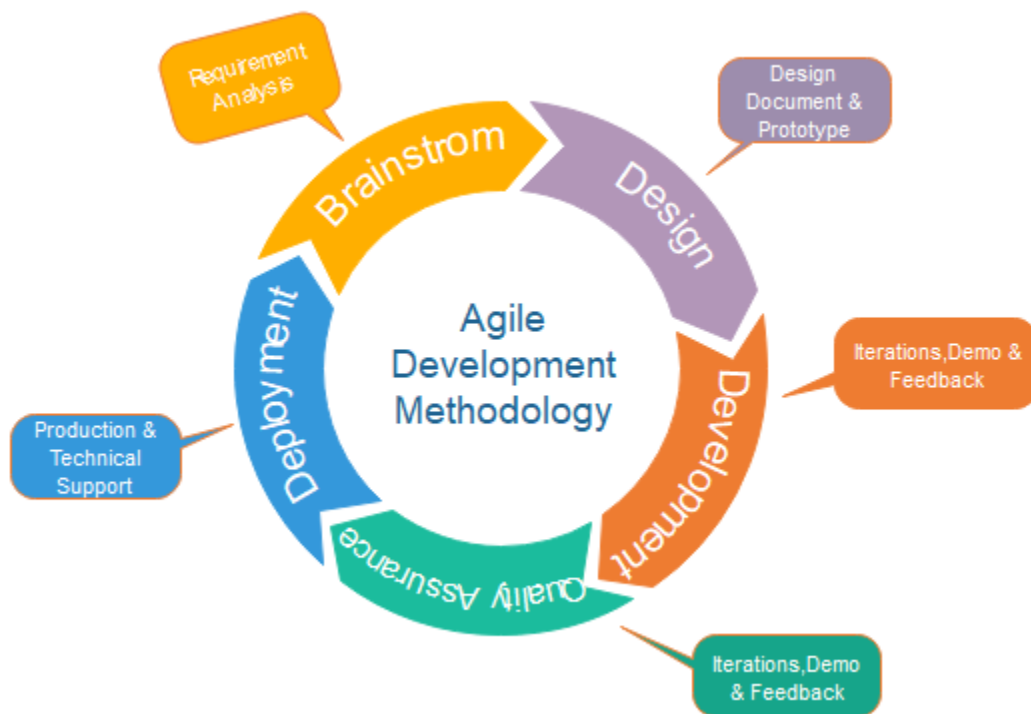 Requirement
Analysis
Brainstrom
Design
Document &
Prototype
Design
Iterations,Demo &
Feedback
Development
Agile
Development
Methodology
Deployment
Production &
Technical
Support
Quality Assurance
Iterations,Demo
& Feedback